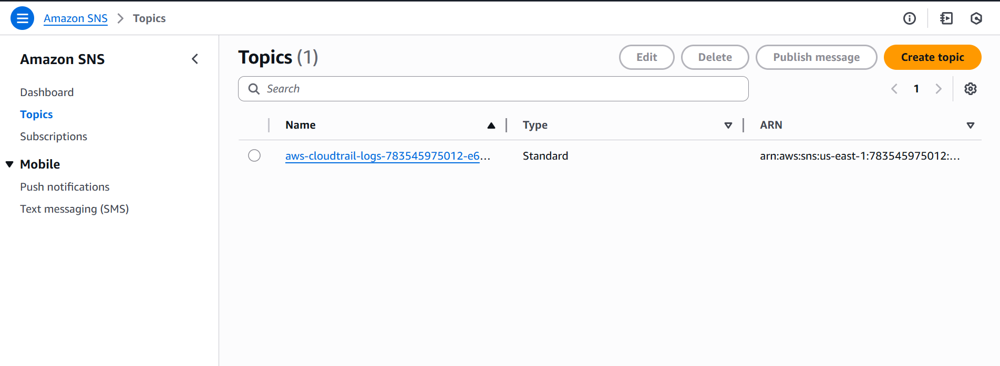 Amazon SNS > Topics
Amazon SNS
Dashboard
Topics
Subscriptions
Mobile
Push notifications
Text messaging (SMS)
Topics (1)
Edit
Delete
Publish message
Create topic
Search
1
Name Type ARN
aws-cloudtrail-logs-783545975012-e6... Standard arn:aws:sns:us-east-1:783545975012:...